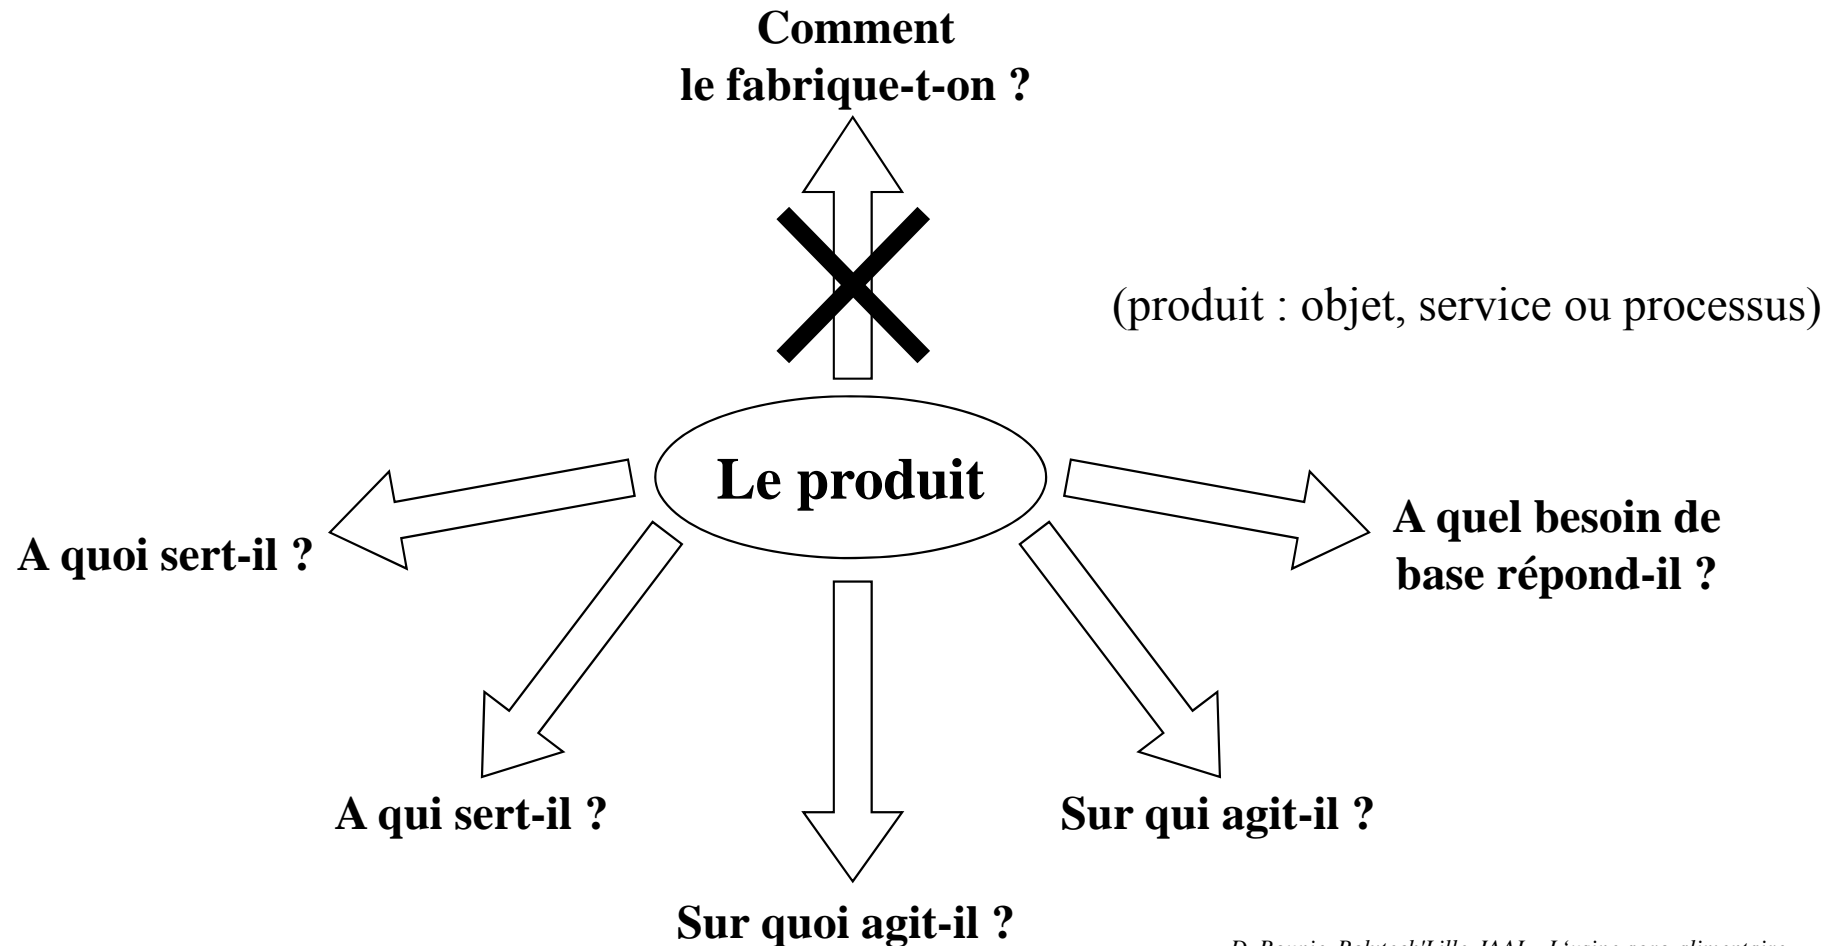 Comment
le fabrique-t-on ?
(produit : objet, service ou processus)
Le produit
A quoi sert-il ?
A quel besoin de
base répond-il ?
A qui sert-il ?
Sur qui agit-il ?
Sur quoi agit-il ?